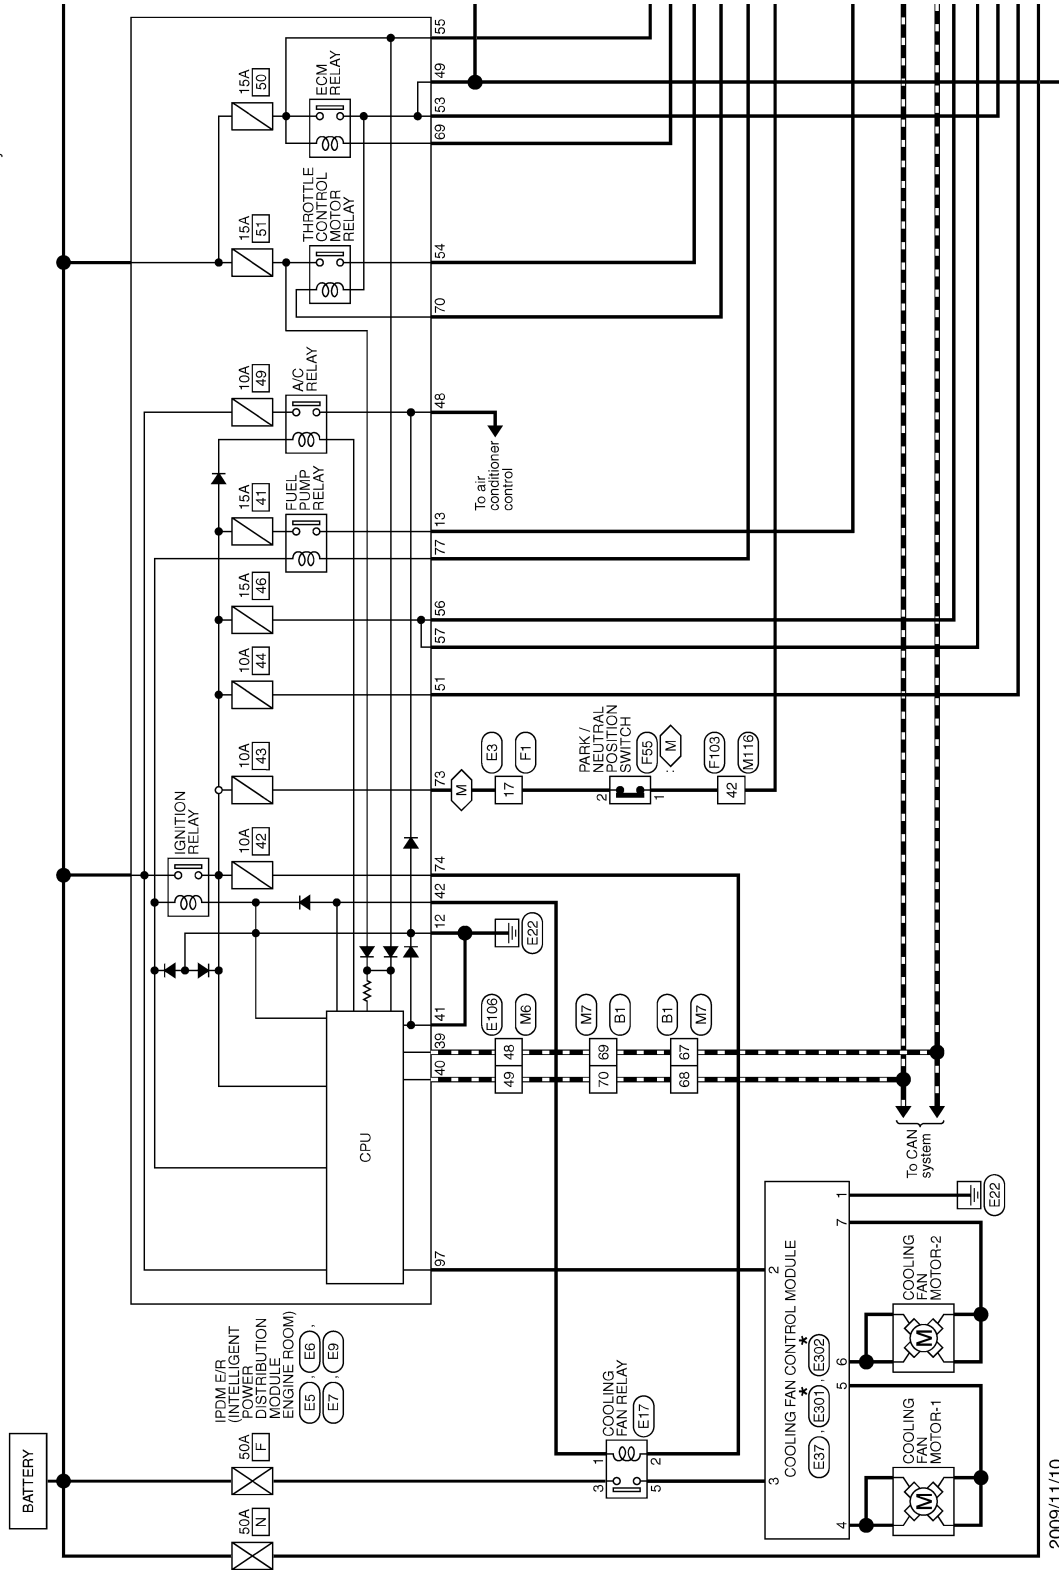 BATTERY
50A
N
50A
F
IPDM E/R
(INTELLIGENT
POWER
DISTRIBUTION
MODULE
ENGINE ROOM)
E5 , E6 ,
E7 , E9
CPU
IGNITION
RELAY
10A
42
10A
43
10A
44
15A
46
15A
41
FUEL
PUMP
RELAY
10A
49
A/C
RELAY
15A
51
THROTTLE
CONTROL
MOTOR
RELAY
15A
50
ECM
RELAY
97
40
39
41
12
42
74
73
51
57
56
77
13
48
70
54
69
53
49
55
To air
conditioner
control
M
E3
F1
17
PARK /
NEUTRAL
POSITION
SWITCH
F55
: M
2
1
F103
M116
42
E22
E106
M6
49
48
M7
B1
70
69
B1
M7
68
67
To CAN
system
COOLING
FAN RELAY
E17
3
1
5
2
COOLING FAN CONTROL MODULE
E37 , E301* , E302*
3
2
4
5
6
7
1
E22
COOLING
FAN
MOTOR-1
M
COOLING
FAN
MOTOR-2
M
2009/11/10